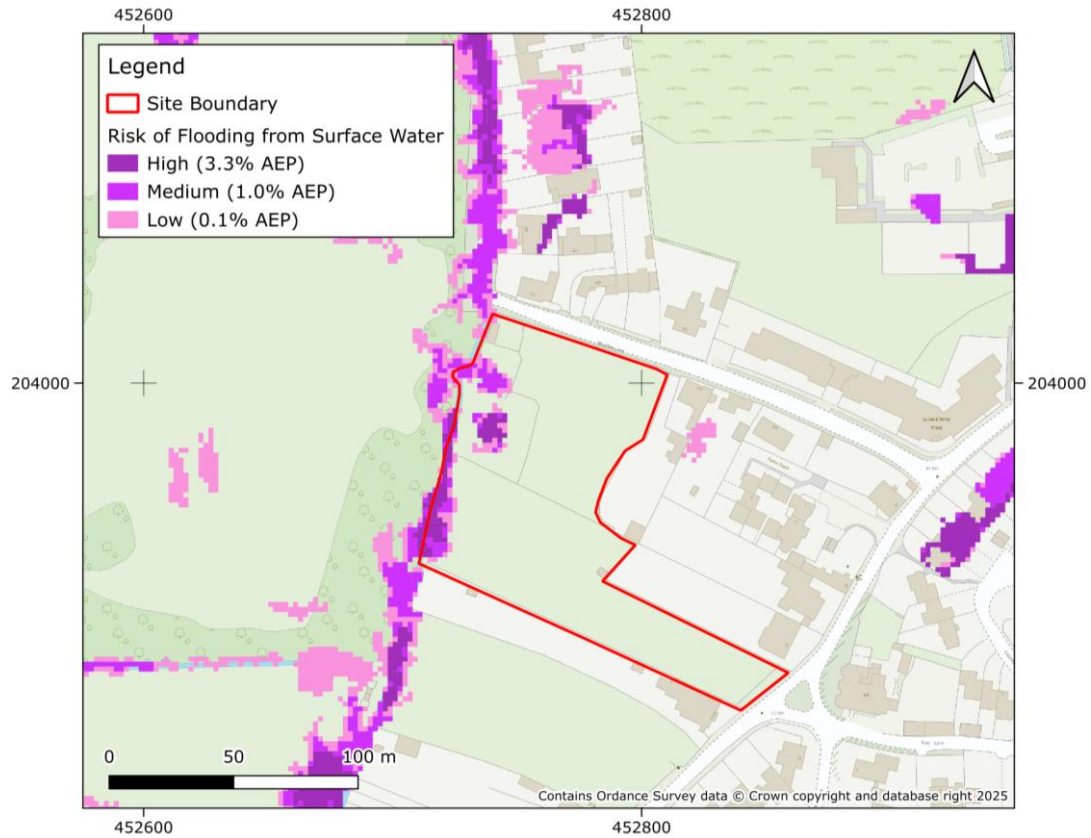 452600
452800
Legend
Site Boundary
Risk of Flooding from Surface Water
High (3.3% AEP)
Medium (1.0% AEP)
Low (0.1% AEP)
204000
204000
0
50
100 m
Contains Ordance Survey data © Crown copyright and database right 2025
452600
452800